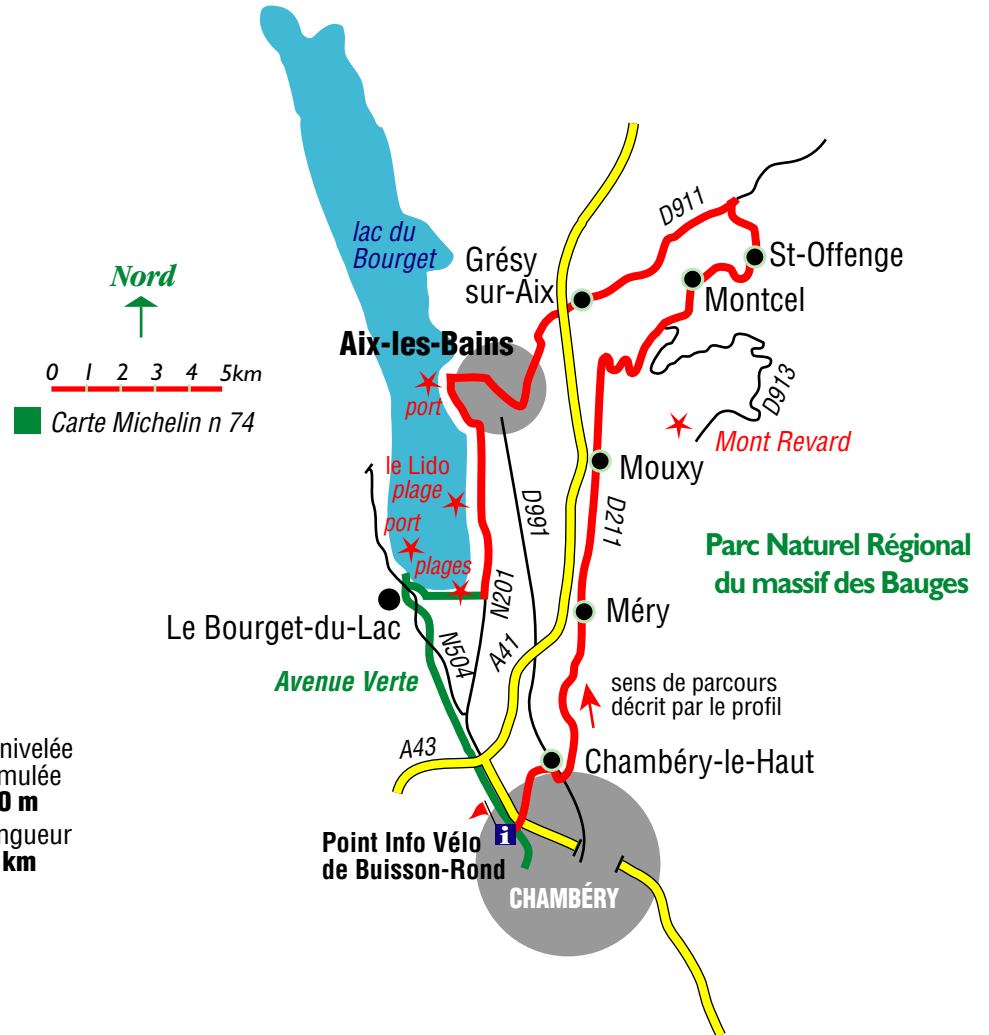 lac du
Bourget
Nord
0 1 2 3 4 5km
Carte Michelin n 74
Grésy
sur-Aix
D911
St-Offenge
Montcel
Aix-les-Bains
port
D913
Mont Revard
le Lido
plage
port
plages
Mouxy
D991
D211
N201
Parc Naturel Régional
du massif des Bauges
Le Bourget-du-Lac
Méry
N504
A41
Avenue Verte
sens de parcours
décrit par le profil
A43
Chambéry-le-Haut
nivelée
mulée
0 m
ngueur
km
Point Info Vélo
de Buisson-Rond
i
CHAMBÉRY